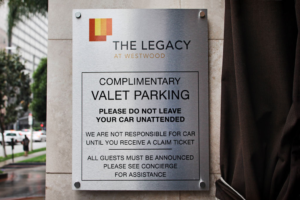 THE LEGACY
AT WESTWOOD
COMPLIMENTARY
VALET PARKING
PLEASE DO NOT LEAVE
YOUR CAR UNATTENDED
WE ARE NOT RESPONSIBLE FOR CAR
UNTIL YOU RECEIVE A CLAIM TICKET
ALL GUESTS MUST BE ANNOUNCED
PLEASE SEE CONCIERGE
FOR ASSISTANCE